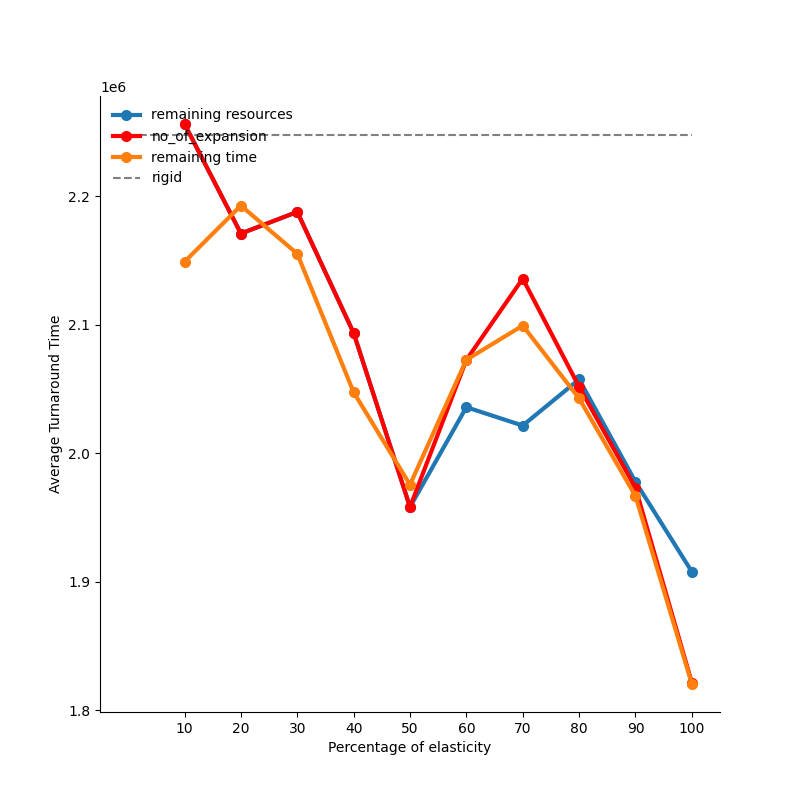 1e6
remaining resources
no_of_expansion
remaining time
rigid
2.2
2.1
2.0
1.9
1.8
Average Turnaround Time
10 20 30 40 50 60 70 80 90 100
Percentage of elasticity